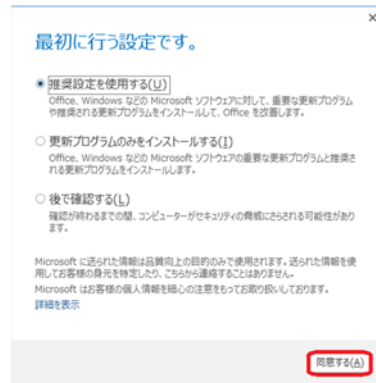 最初に行う設定です。
推奨設定を使用する(U)
Office、Windows などの Microsoft ソフトウェアに対して、重要な更新プログラム
や推奨される更新プログラムをインストールして、Office を改善します。
更新プログラムのみをインストールする(I)
Office、Windows などの Microsoft ソフトウェアの重要な更新プログラムと推奨さ
れる更新プログラムをインストールします。
後で確認する(L)
確認が終わるまでの間、コンピューターがセキュリティの脅威にさらされる可能性があり
ます。
Microsoft に送られた情報は品質向上の目的のみで使用されます。送られた情報を使
用してお客様の身元を特定したり、こちらから連絡することはありません。
Microsoft はお客様の個人情報を細心の注意をもってお取り扱いしております。
詳細を表示
同意する(A)